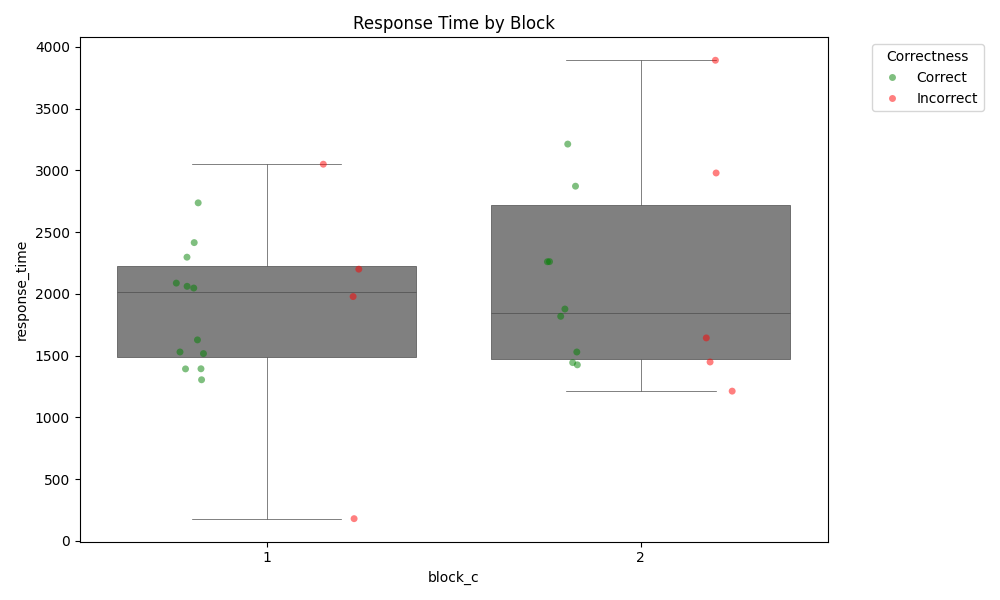 Response Time by Block
Correctness
Correct
Incorrect
response_time
4000
3500
3000
2500
2000
1500
1000
500
0
1
2
block_c